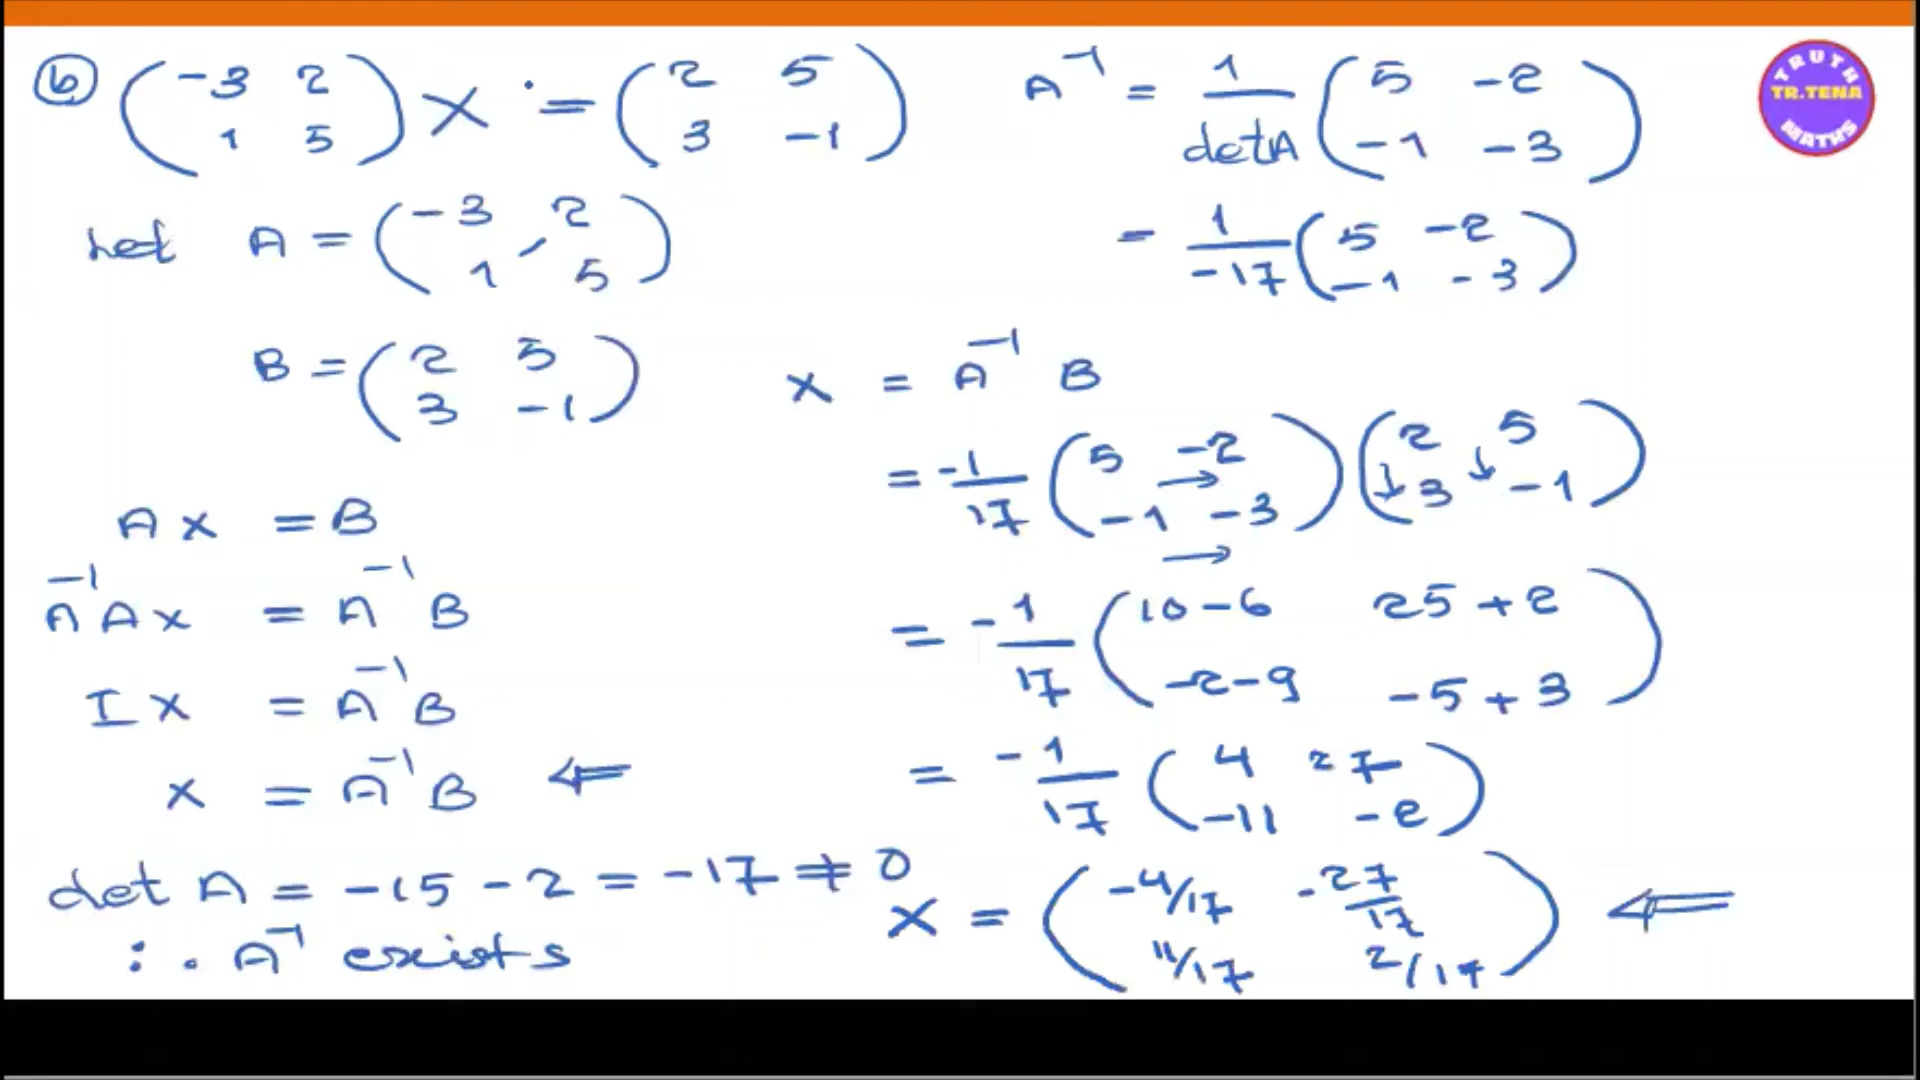 ⑥ (-3 2; 1 5) X = (2 5; 3 -1)
Let A = (-3 2; 1 5)
B = (2 5; 3 -1)
AX = B
A⁻¹AX = A⁻¹B
IX = A⁻¹B
X = A⁻¹B ⇐
det A = -15 - 2 = -17 ≠ 0
∴ A⁻¹ exists
A⁻¹ = 1/detA (5 -2; -1 -3)
= 1/-17 (5 -2; -1 -3)
X = A⁻¹ B
= -1/17 (5 -2; -1 -3) (2 5; 3 -1)
= -1/17 (10-6 25+2; -2-9 -5+3)
= -1/17 (4 27; -11 -2)
X = (-4/17 -27/17; 11/17 2/17) ⇐
TRUTH
TR.TENA
MATHS